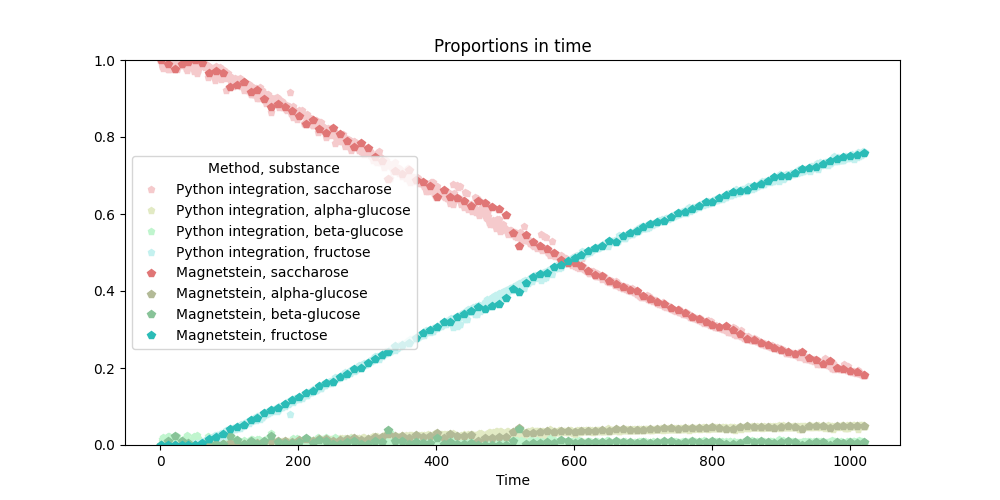 Proportions in time
1.0
0.8
0.6
0.4
0.2
0.0
Method, substance
Python integration, saccharose
Python integration, alpha-glucose
Python integration, beta-glucose
Python integration, fructose
Magnetstein, saccharose
Magnetstein, alpha-glucose
Magnetstein, beta-glucose
Magnetstein, fructose
0 200 400 600 800 1000
Time